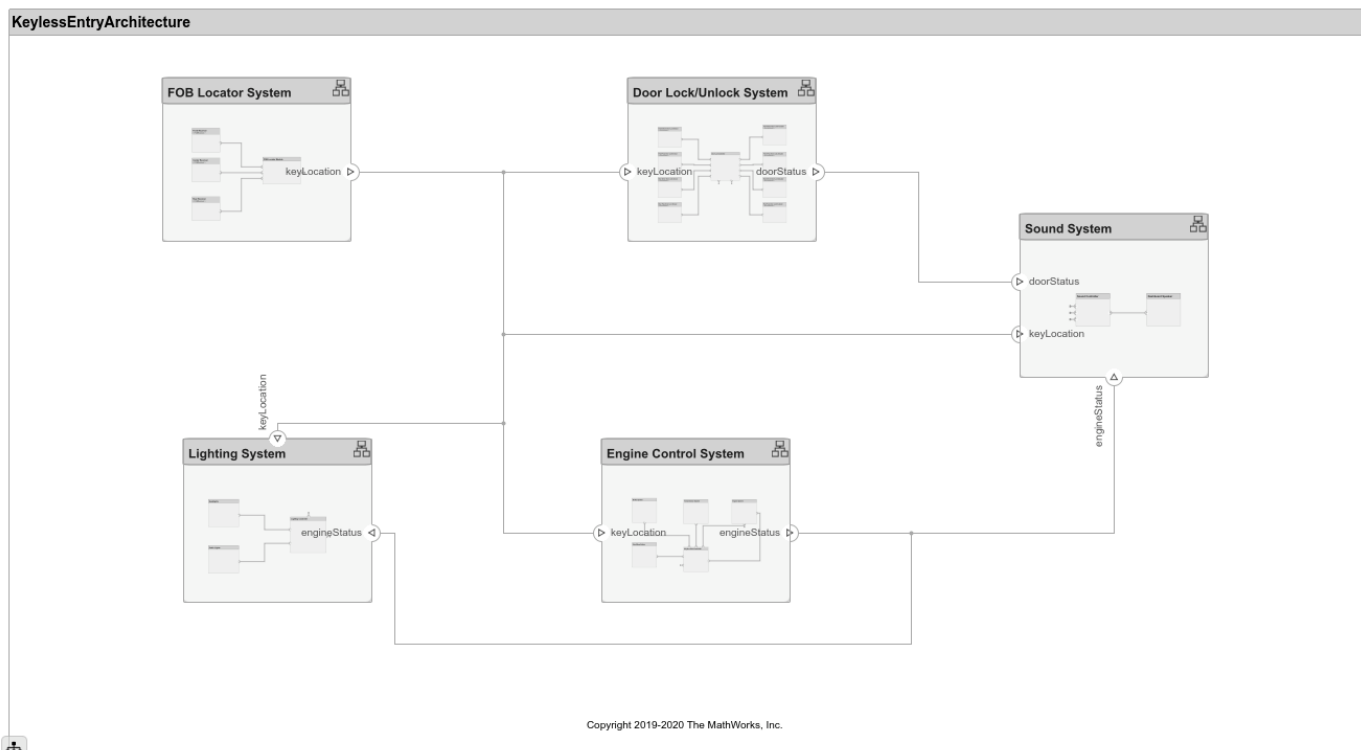 KeylessEntryArchitecture
FOB Locator System
keyLocation
Door Lock/Unlock System
keyLocation
doorStatus
Sound System
doorStatus
keyLocation
engineStatus
keyLocation
Lighting System
engineStatus
Engine Control System
keyLocation
engineStatus
Copyright 2019-2020 The MathWorks, Inc.